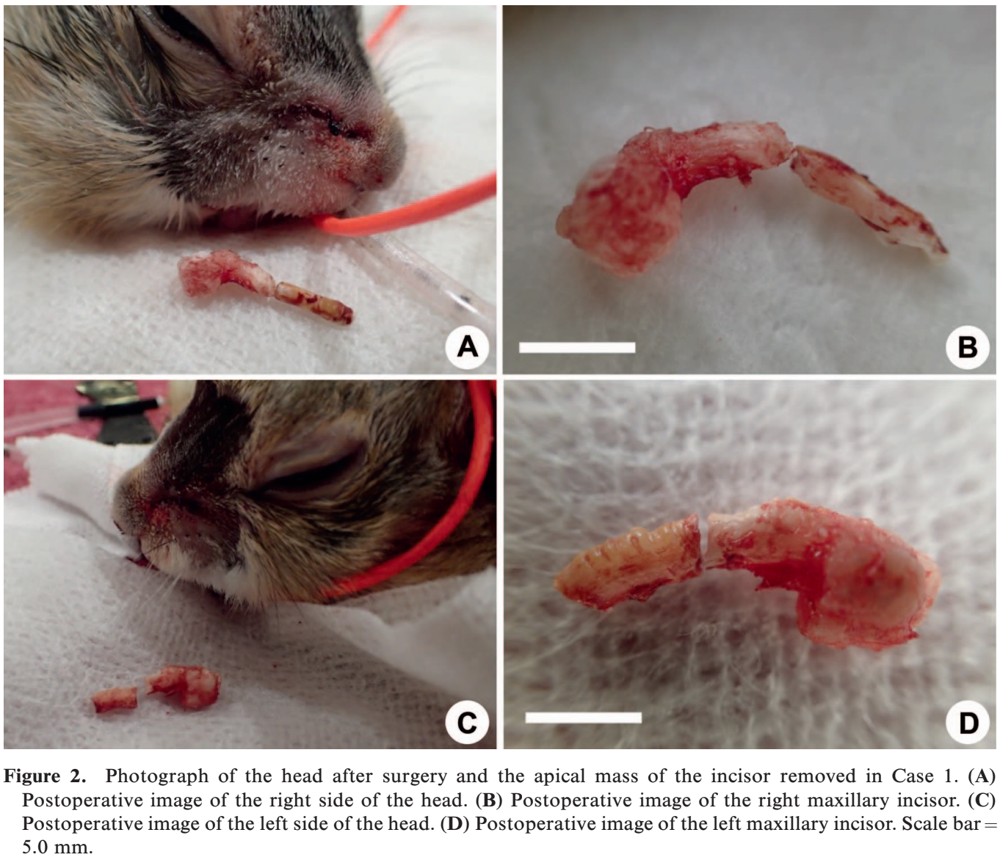 A
B
C
D
Figure 2. Photograph of the head after surgery and the apical mass of the incisor removed in Case 1. (A)
Postoperative image of the right side of the head. (B) Postoperative image of the right maxillary incisor. (C)
Postoperative image of the left side of the head. (D) Postoperative image of the left maxillary incisor. Scale bar =
5.0 mm.